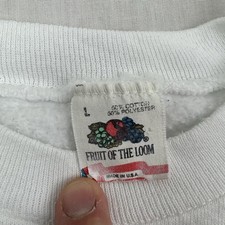 L
50% COTTON
50% POLYESTER
FRUIT OF THE LOOM
MADE IN U.S.A.